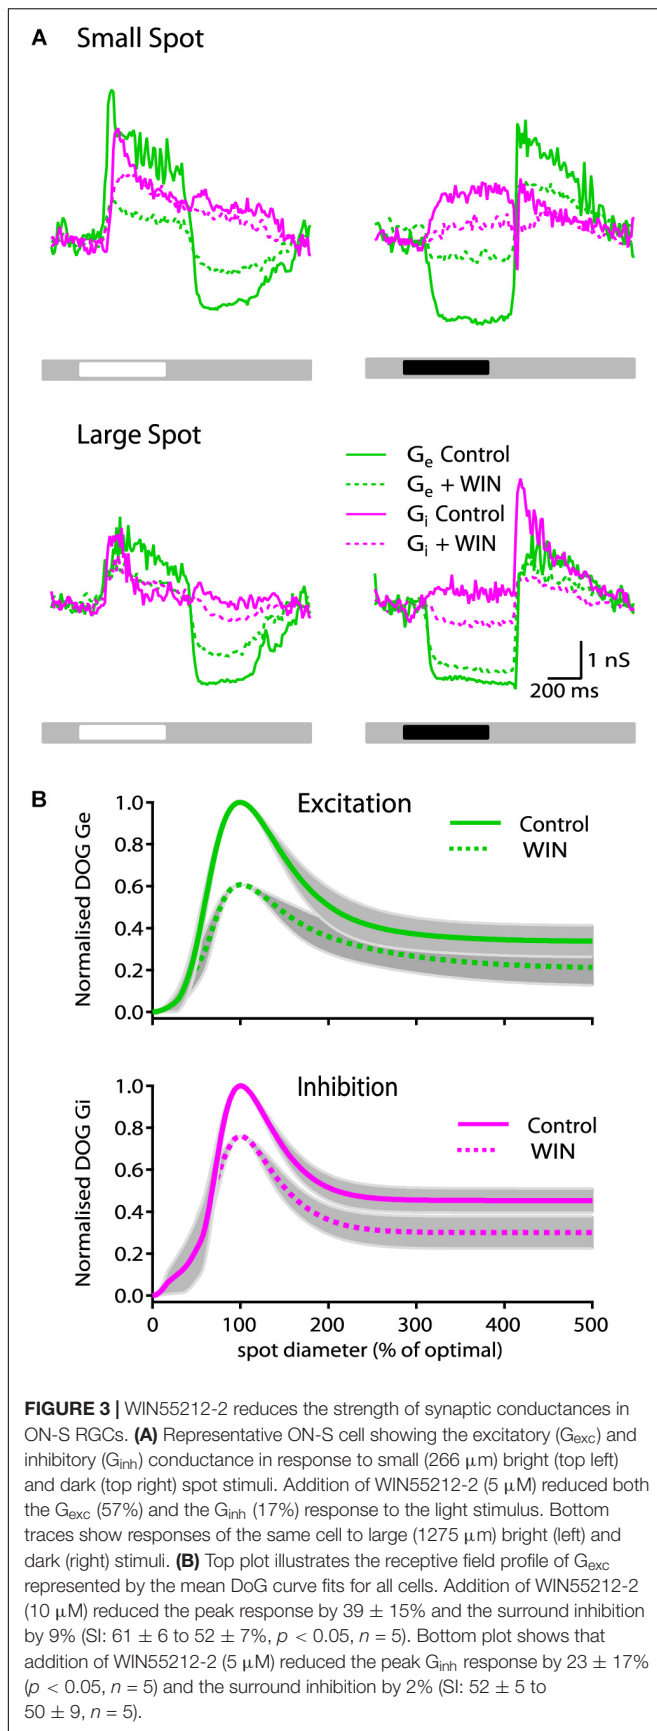 A Small Spot
Large Spot
Ge Control
Ge + WIN
Gi Control
Gi + WIN
1 nS
200 ms
B
Excitation
Control
WIN
Normalised DOG Ge
1.0
0.8
0.6
0.4
0.2
0.0
Inhibition
Control
WIN
Normalised DOG Gi
1.0
0.8
0.6
0.4
0.2
0.0
0 100 200 300 400 500
spot diameter (% of optimal)
FIGURE 3 | WIN55212-2 reduces the strength of synaptic conductances in
ON-S RGCs. (A) Representative ON-S cell showing the excitatory (Gexc) and
inhibitory (Ginh) conductance in response to small (266 μm) bright (top left)
and dark (top right) spot stimuli. Addition of WIN55212-2 (5 μM) reduced both
the Gexc (57%) and the Ginh (17%) response to the light stimulus. Bottom
traces show responses of the same cell to large (1275 μm) bright (left) and
dark (right) stimuli. (B) Top plot illustrates the receptive field profile of Gexc
represented by the mean DoG curve fits for all cells. Addition of WIN55212-2
(10 μM) reduced the peak response by 39 ± 15% and the surround inhibition
by 9% (SI: 61 ± 6 to 52 ± 7%, p < 0.05, n = 5). Bottom plot shows that
addition of WIN55212-2 (5 μM) reduced the peak Ginh response by 23 ± 17%
(p < 0.05, n = 5) and the surround inhibition by 2% (SI: 52 ± 5 to
50 ± 9, n = 5).